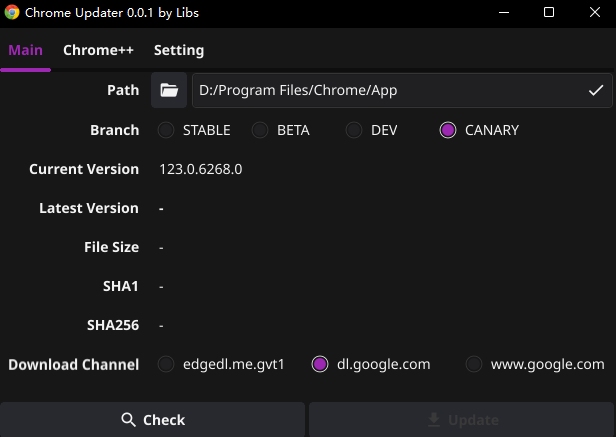 Chrome Updater 0.0.1 by Libs
Main Chrome++ Setting
Path D:/Program Files/Chrome/App
Branch STABLE BETA DEV CANARY
Current Version 123.0.6268.0
Latest Version -
File Size -
SHA1 -
SHA256 -
Download Channel edgedl.me.gvt1 dl.google.com www.google.com
Check Update